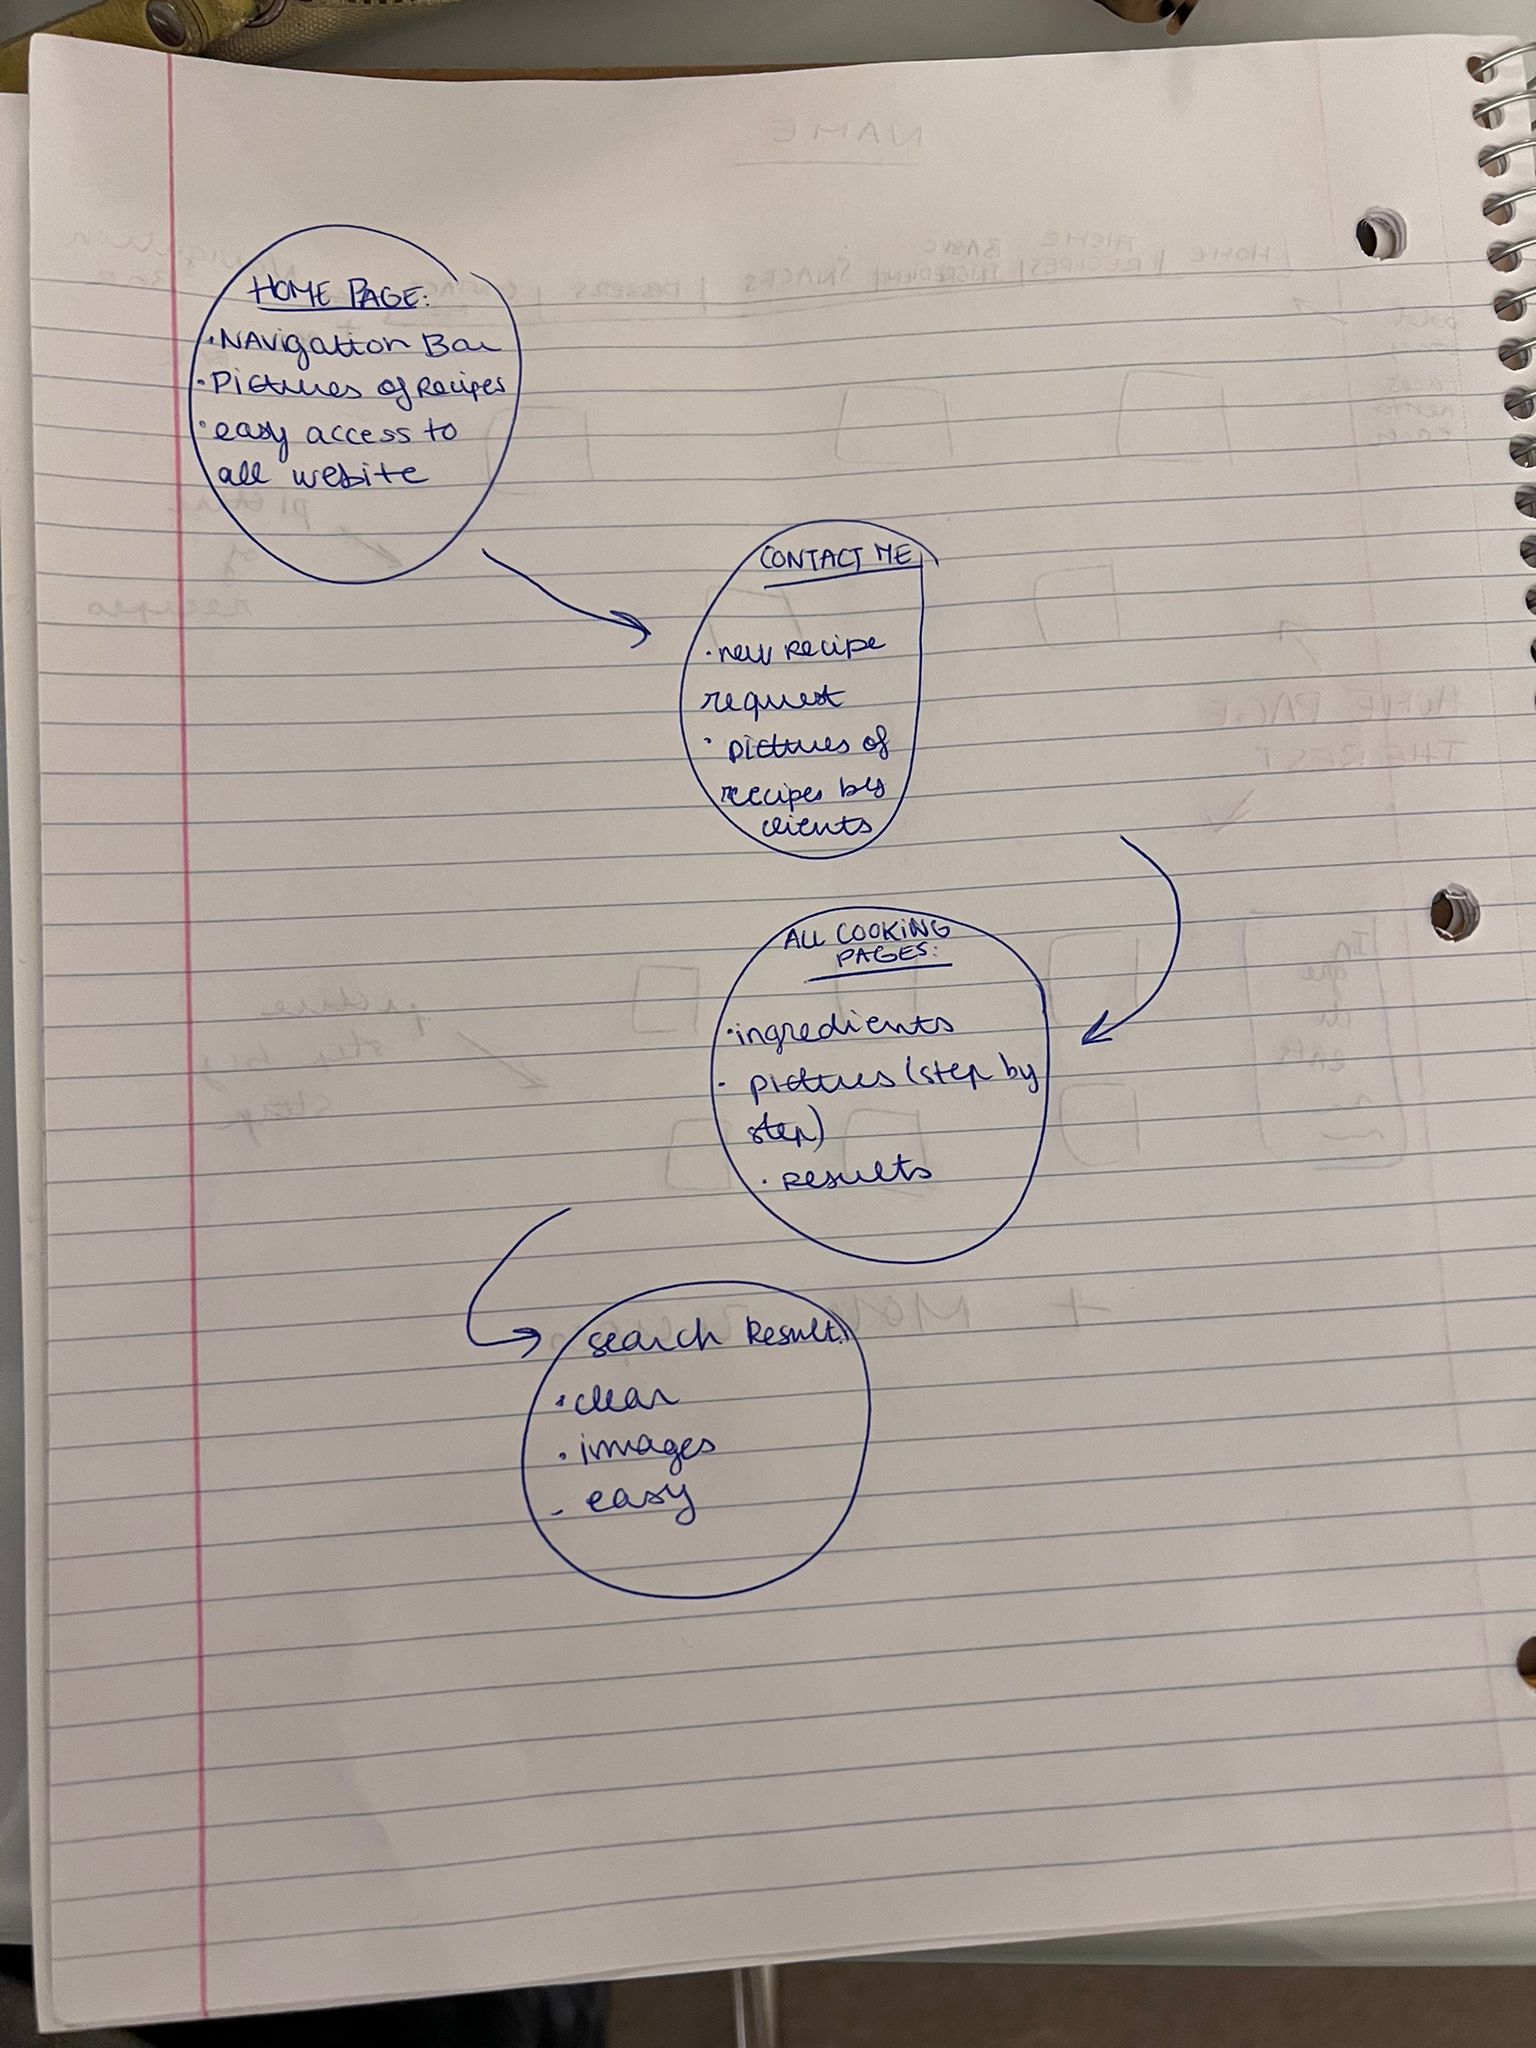 HOME PAGE:
• NAvigation Bar
• Pictures of Recipes
• easy access to
all website
CONTACT ME
• new Recipe
request
• pictures of
recipes by
clients
ALL COOKING
PAGES:
• ingredients
• pictures (step by
step)
• Results
search Result
• clear
• images
- easy
NAME